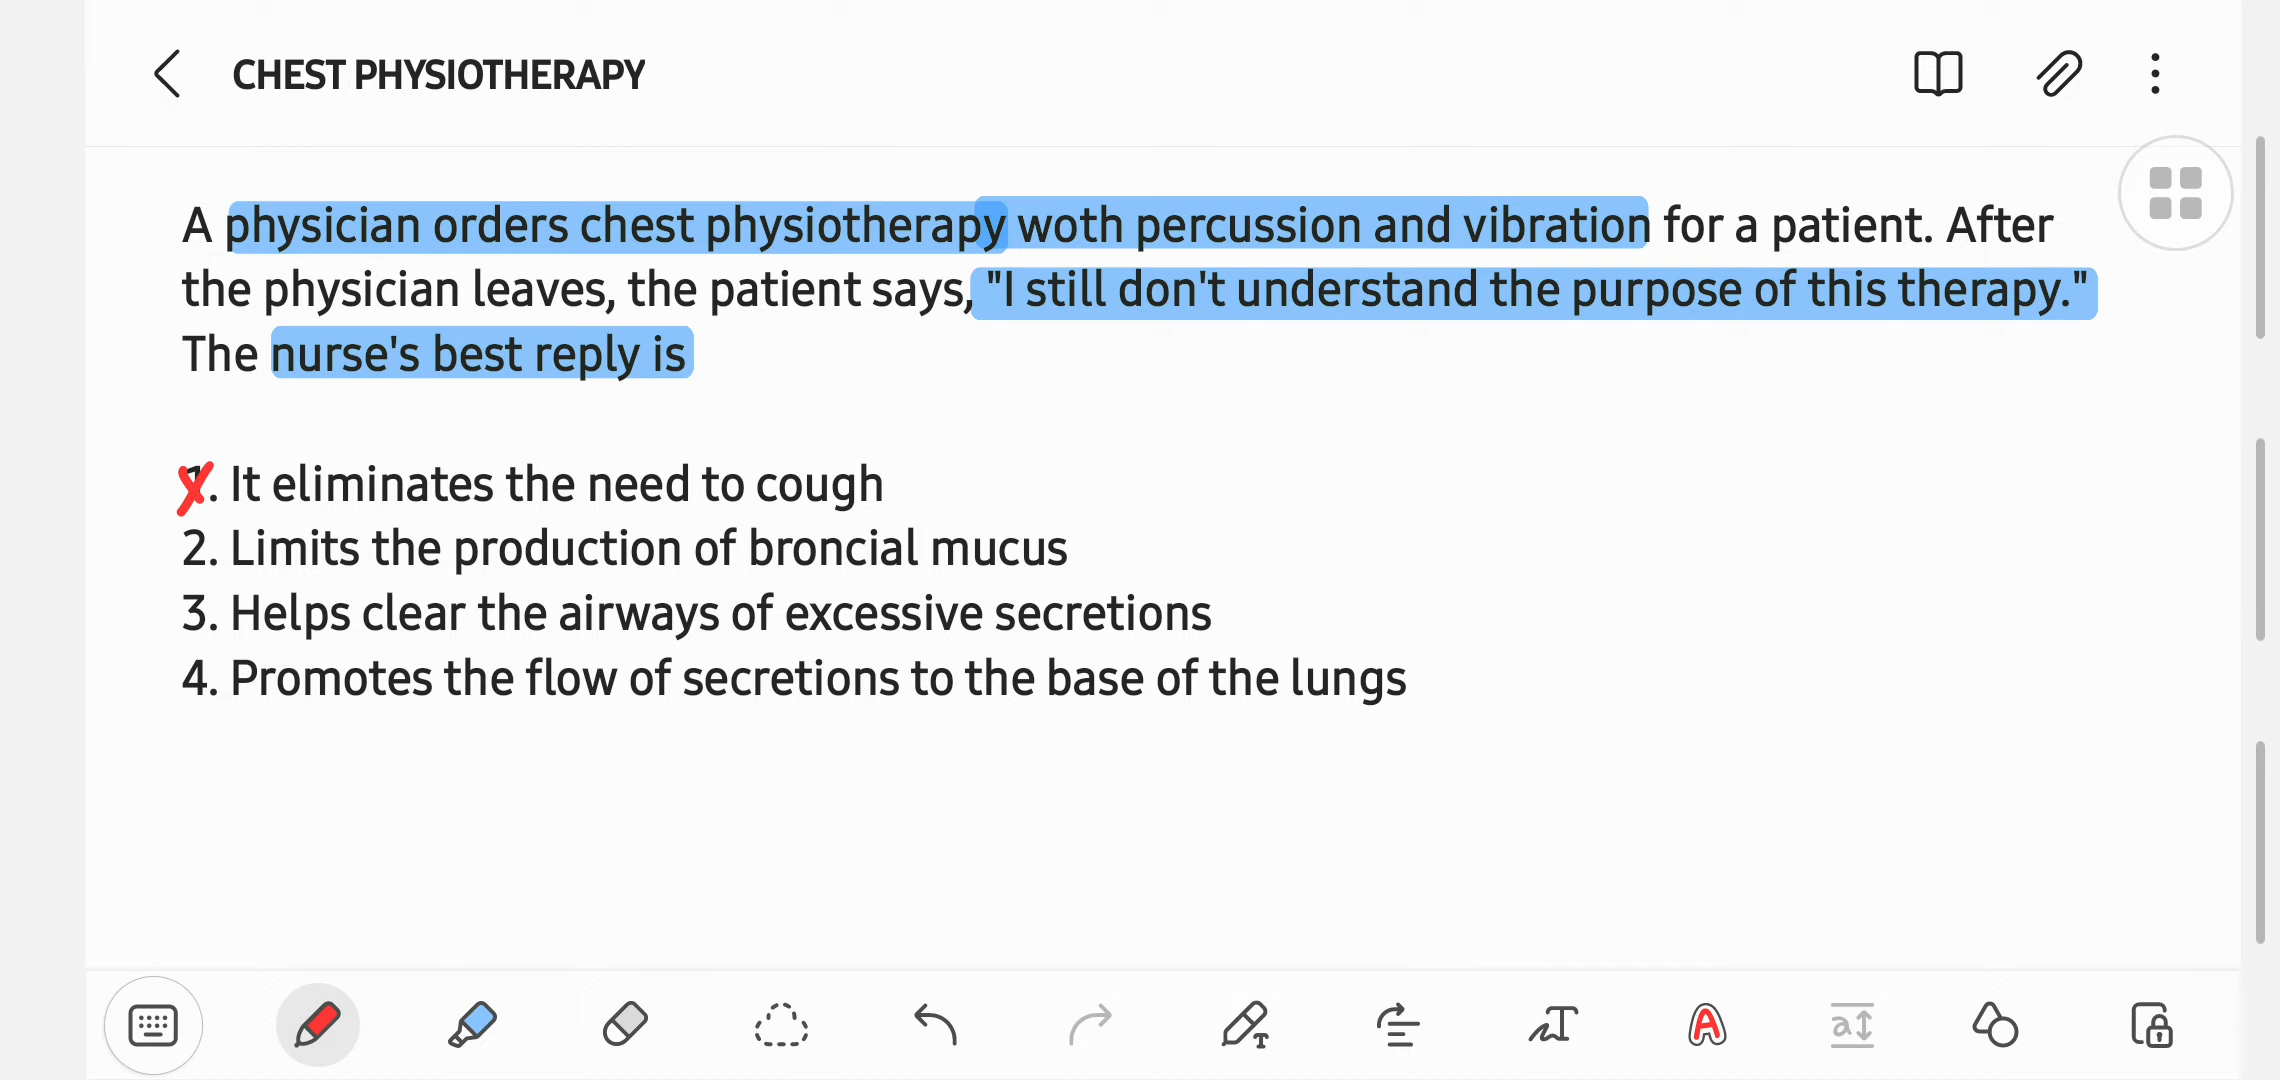 CHEST PHYSIOTHERAPY
A physician orders chest physiotherapy woth percussion and vibration for a patient. After
the physician leaves, the patient says, "I still don't understand the purpose of this therapy."
The nurse's best reply is
1. It eliminates the need to cough
2. Limits the production of broncial mucus
3. Helps clear the airways of excessive secretions
4. Promotes the flow of secretions to the base of the lungs